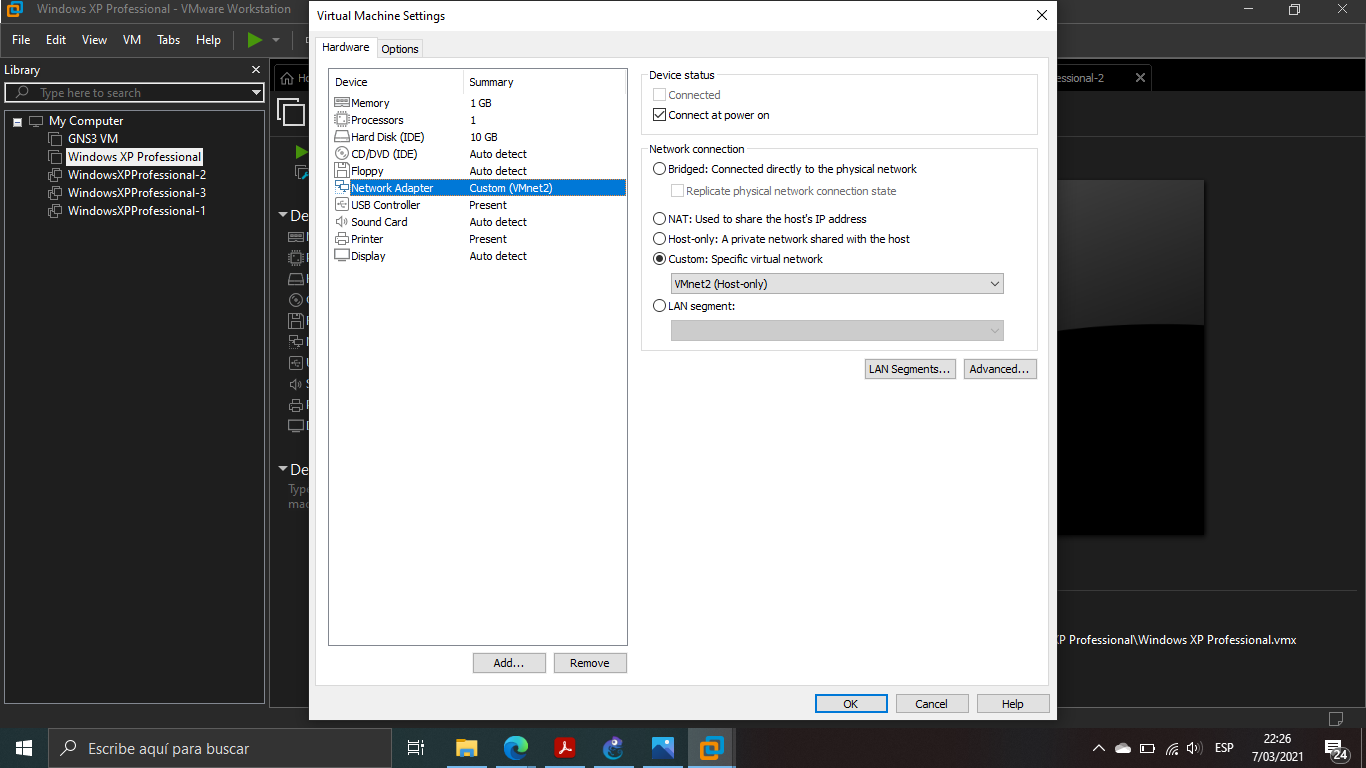 Windows XP Professional - VMware Workstation
File Edit View VM Tabs Help
Library
Type here to search
My Computer
GNS3 VM
Windows XP Professional
WindowsXPProfessional-2
WindowsXPProfessional-3
WindowsXPProfessional-1
Virtual Machine Settings
Hardware Options
Device Summary
Memory 1 GB
Processors 1
Hard Disk (IDE) 10 GB
CD/DVD (IDE) Auto detect
Floppy Auto detect
Network Adapter Custom (VMnet2)
USB Controller Present
Sound Card Auto detect
Printer Present
Display Auto detect
Add... Remove
Device status
Connected
Connect at power on
Network connection
Bridged: Connected directly to the physical network
Replicate physical network connection state
NAT: Used to share the host's IP address
Host-only: A private network shared with the host
Custom: Specific virtual network
VMnet2 (Host-only)
LAN segment:
LAN Segments... Advanced...
OK Cancel Help
essional-2
De
De
Type
mac
XP Professional\Windows XP Professional.vmx
Escribe aquí para buscar
ESP
22:26
7/03/2021
24